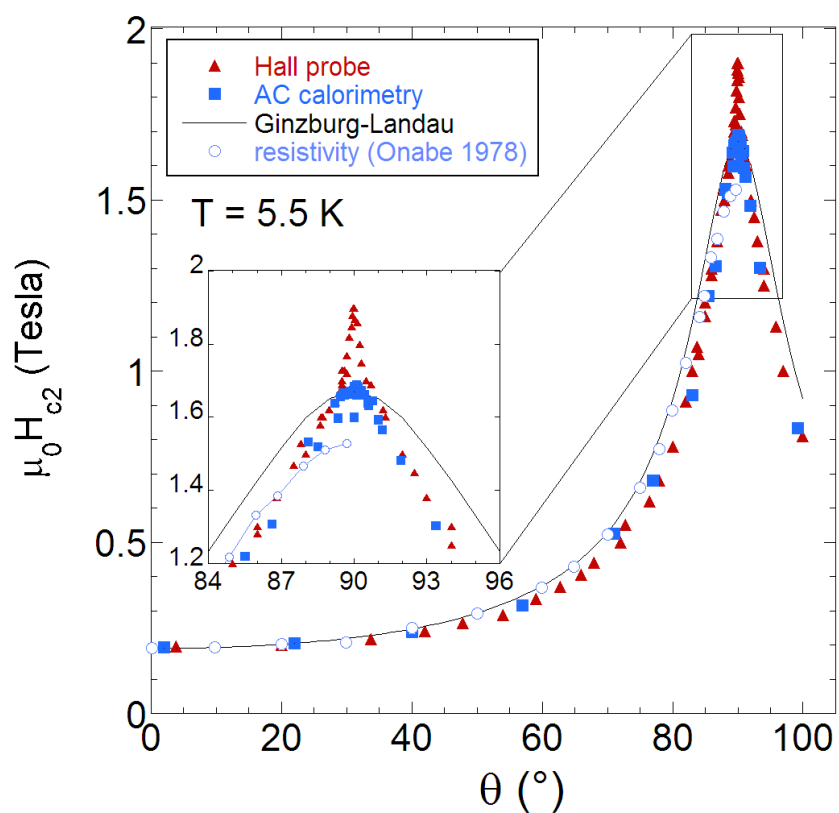 Hall probe
AC calorimetry
Ginzburg-Landau
resistivity (Onabe 1978)
T = 5.5 K
μ₀H_c2 (Tesla)
2
1.5
1
0.5
0
0 20 40 60 80 100
θ (°)
2
1.8
1.6
1.4
1.2
84 87 90 93 96